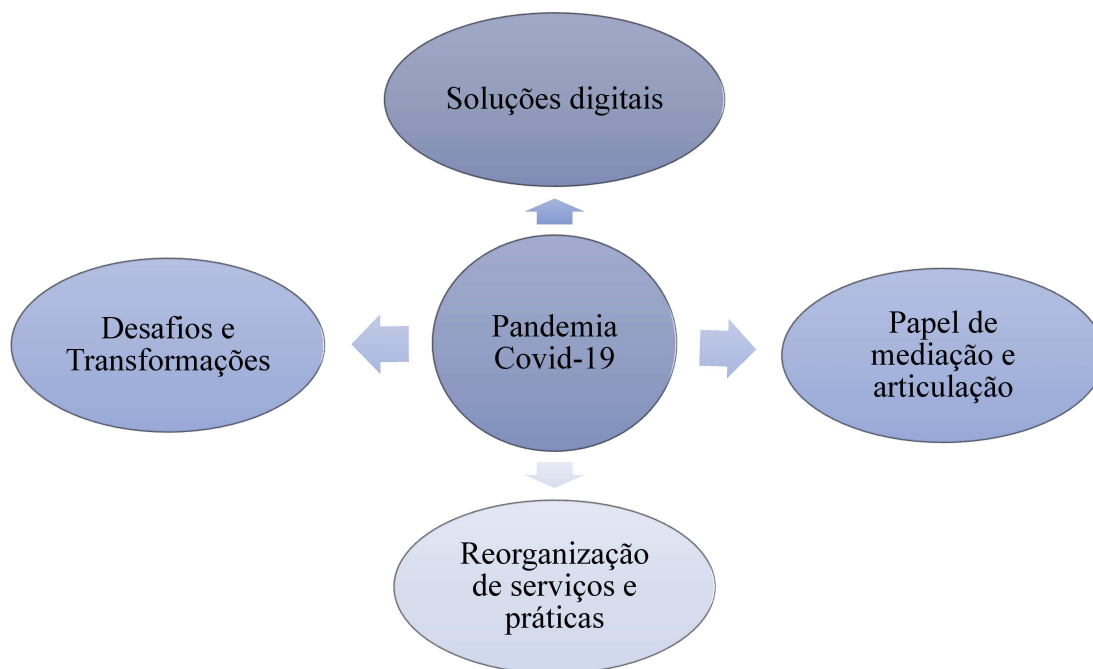 Soluções digitais
Desafios e
Transformações
Pandemia
Covid-19
Papel de
mediação e
articulação
Reorganização
de serviços e
práticas